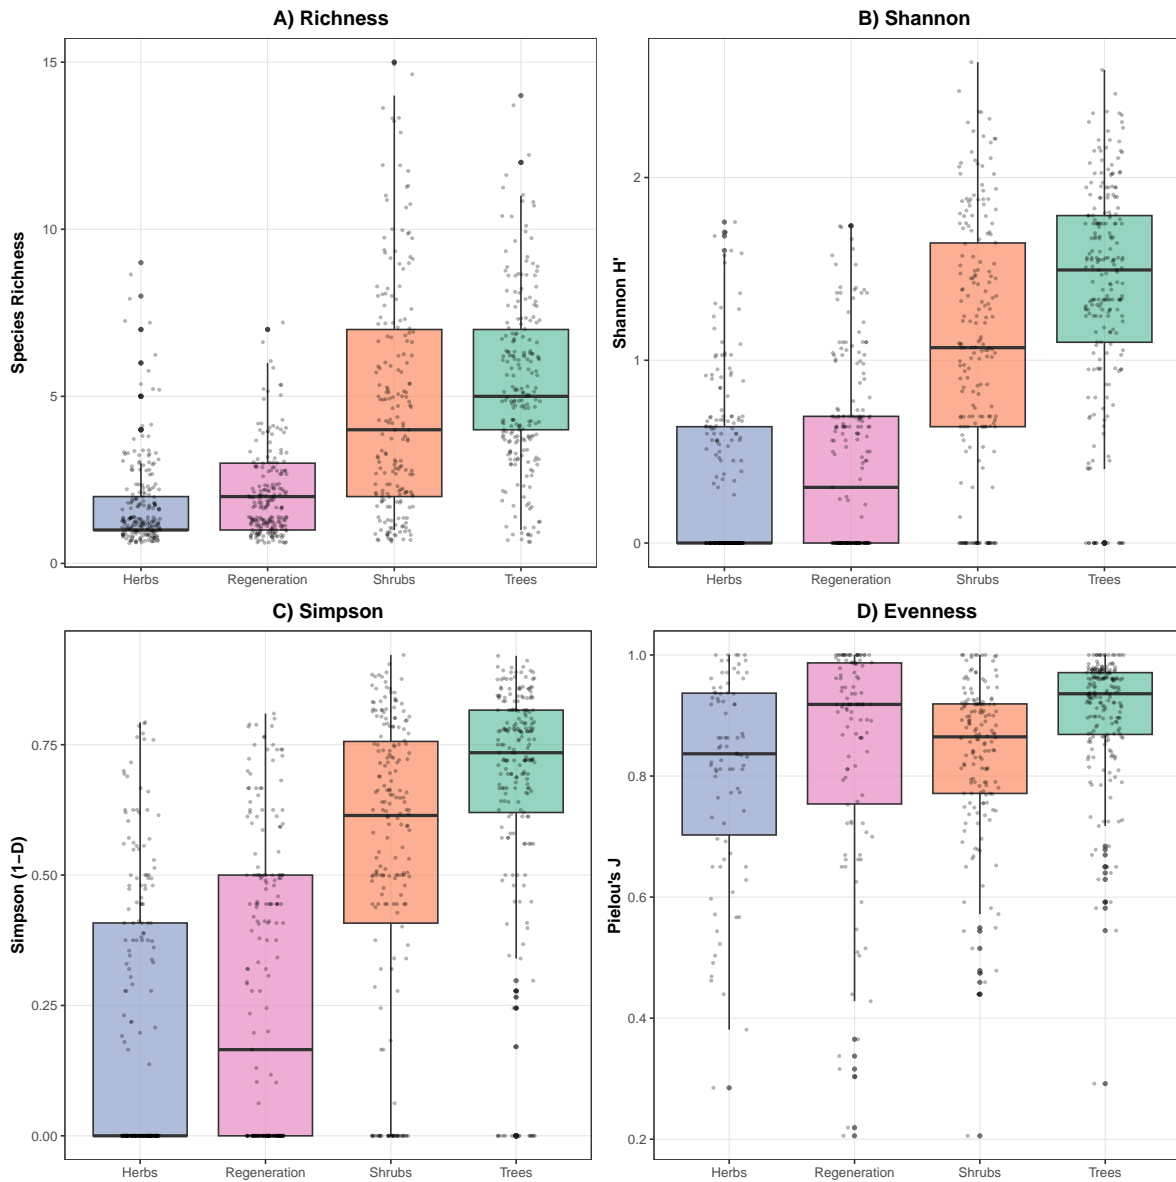 A) Richness
Species Richness
15
10
5
0
Herbs Regeneration Shrubs Trees
B) Shannon
Shannon H'
2
1
0
Herbs Regeneration Shrubs Trees
C) Simpson
Simpson (1−D)
0.75
0.50
0.25
0.00
Herbs Regeneration Shrubs Trees
D) Evenness
Pielou's J
1.0
0.8
0.6
0.4
0.2
Herbs Regeneration Shrubs Trees